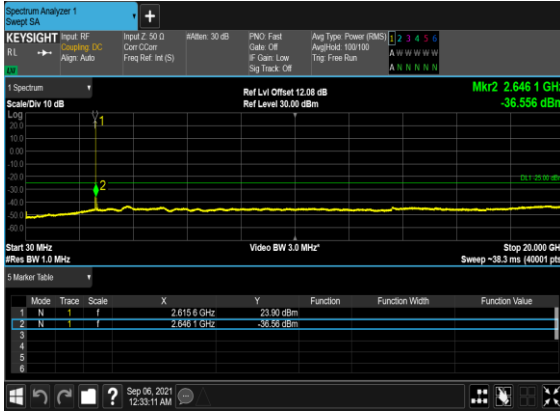 Spectrum Analyzer 1
Swept SA
+
KEYSIGHT Input: RF Input Z: 50 Ω #Atten: 30 dB PNO: Fast Avg Type: Power (RMS) 1 2 3 4 5 6
RL Coupling: DC Corr CCorr Gate: Off Avg|Hold: 100/100 A W W W W W
Align: Auto Freq Ref: Int (S) IF Gain: Low Trig: Free Run
Sig Track: Off A N N N N N
1 Spectrum Ref Lvl Offset 12.08 dB Mkr2 2.646 1 GHz
Scale/Div 10 dB Ref Level 30.00 dBm -36.556 dBm
Log
20.0
10.0
0.00
-10.0
-20.0
-30.0
-40.0
-50.0
-60.0
1
2
DL1 -25.00 dBm
Start 30 MHz Video BW 3.0 MHz* Stop 20.000 GH
#Res BW 1.0 MHz Sweep ~38.3 ms (40001 pts
5 Marker Table
Mode Trace Scale X Y Function Function Width Function Value
1 N 1 f 2.615 6 GHz 23.90 dBm
2 N 1 f 2.646 1 GHz -36.56 dBm
3
4
5
6
? Sep 06, 2021
12:33:11 AM